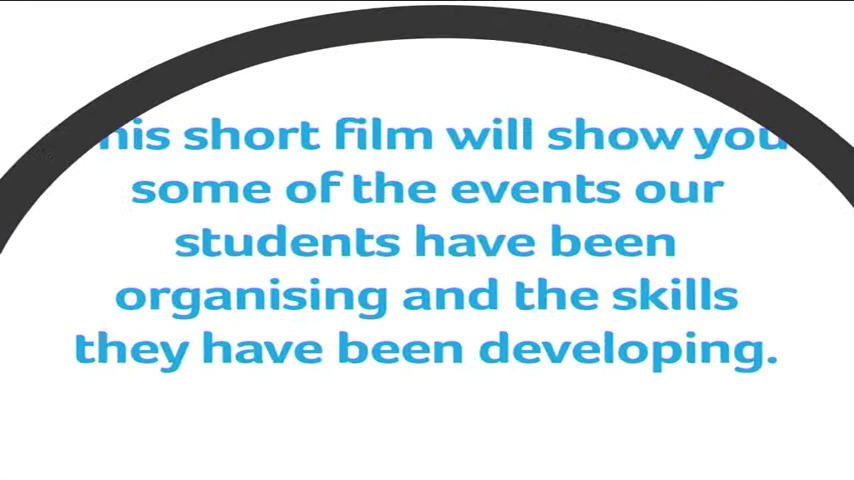 This short film will show you
some of the events our
students have been
organising and the skills
they have been developing.